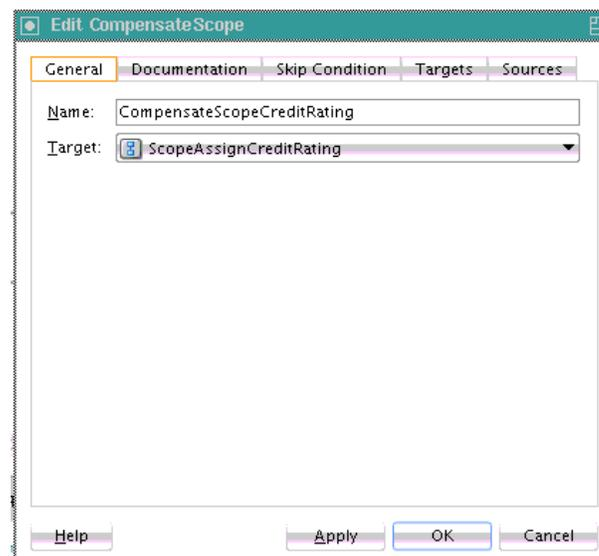 Edit CompensateScope
General Documentation Skip Condition Targets Sources
Name: CompensateScopeCreditRating
Target: ScopeAssignCreditRating
Help Apply OK Cancel